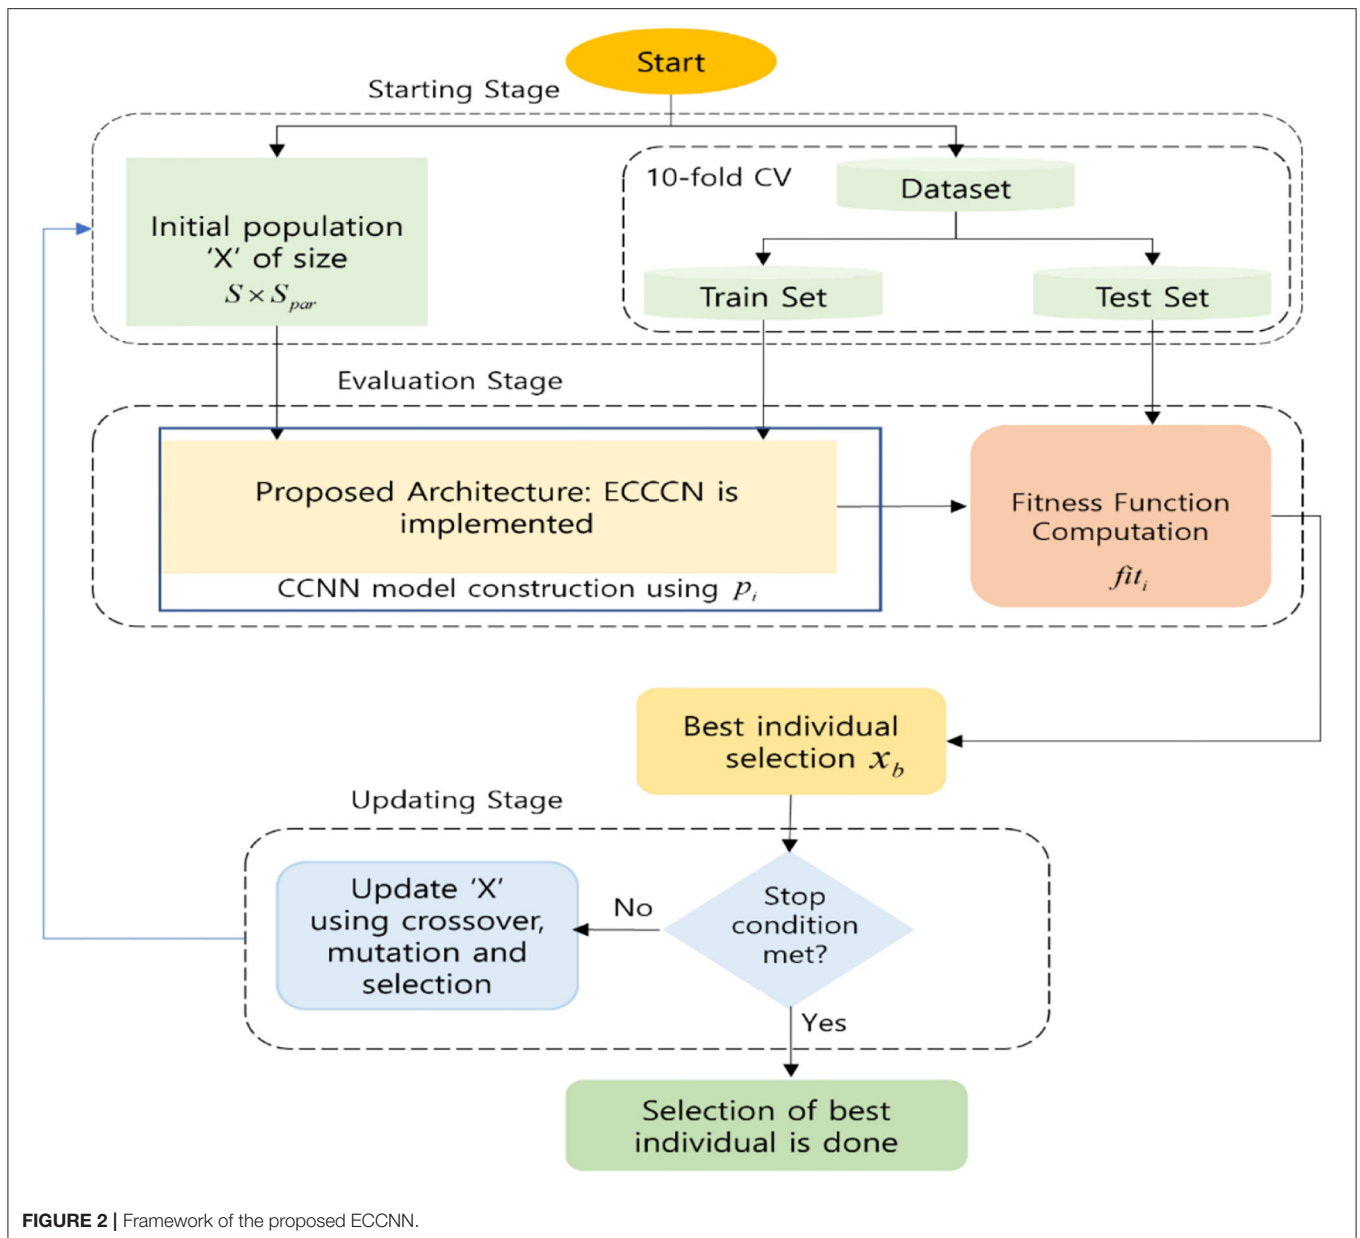 Start
Starting Stage
10-fold CV
Dataset
Initial population
'X' of size
S × S_par
Train Set
Test Set
Evaluation Stage
Proposed Architecture: ECCCN is
implemented
CCNN model construction using p_i
Fitness Function
Computation
fit_i
Best individual
selection x_b
Updating Stage
Update 'X'
using crossover,
mutation and
selection
No
Stop
condition
met?
Yes
Selection of best
individual is done
FIGURE 2 | Framework of the proposed ECCNN.